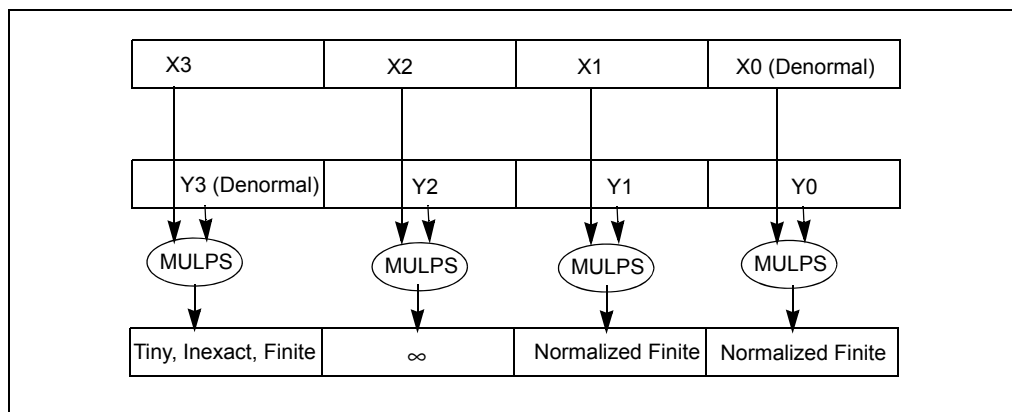 X3 X2 X1 X0 (Denormal)
Y3 (Denormal) Y2 Y1 Y0
MULPS MULPS MULPS MULPS
Tiny, Inexact, Finite ∞ Normalized Finite Normalized Finite